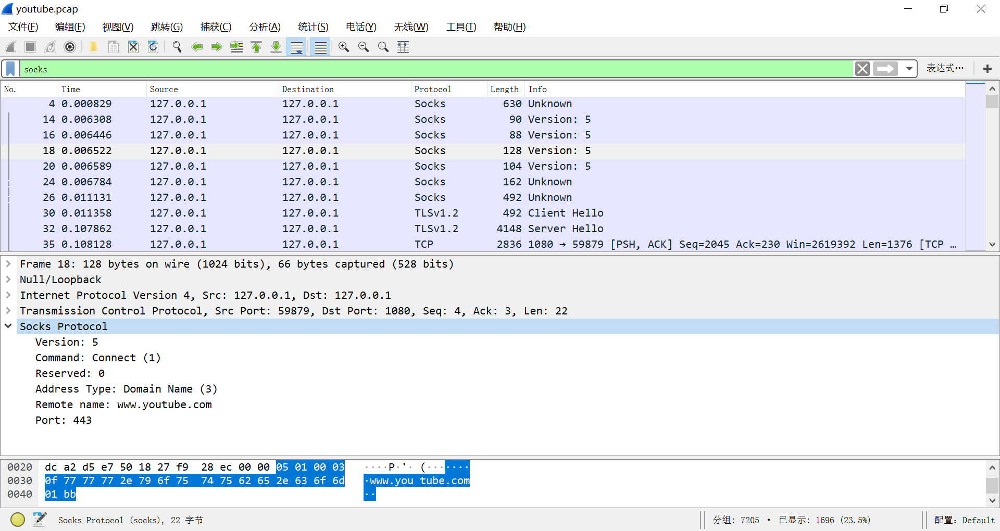 youtube.pcap
文件(F) 编辑(E) 视图(V) 跳转(G) 捕获(C) 分析(A) 统计(S) 电话(Y) 无线(W) 工具(T) 帮助(H)
socks 表达式…
No. Time Source Destination Protocol Length Info
4 0.000829 127.0.0.1 127.0.0.1 Socks 630 Unknown
14 0.006308 127.0.0.1 127.0.0.1 Socks 90 Version: 5
16 0.006446 127.0.0.1 127.0.0.1 Socks 88 Version: 5
18 0.006522 127.0.0.1 127.0.0.1 Socks 128 Version: 5
20 0.006589 127.0.0.1 127.0.0.1 Socks 104 Version: 5
24 0.006784 127.0.0.1 127.0.0.1 Socks 162 Unknown
26 0.011131 127.0.0.1 127.0.0.1 Socks 492 Unknown
30 0.011358 127.0.0.1 127.0.0.1 TLSv1.2 492 Client Hello
32 0.107862 127.0.0.1 127.0.0.1 TLSv1.2 4148 Server Hello
35 0.108128 127.0.0.1 127.0.0.1 TCP 2836 1080 → 59879 [PSH, ACK] Seq=2045 Ack=230 Win=2619392 Len=1376 [TCP …
Frame 18: 128 bytes on wire (1024 bits), 66 bytes captured (528 bits)
Null/Loopback
Internet Protocol Version 4, Src: 127.0.0.1, Dst: 127.0.0.1
Transmission Control Protocol, Src Port: 59879, Dst Port: 1080, Seq: 4, Ack: 3, Len: 22
Socks Protocol
Version: 5
Command: Connect (1)
Reserved: 0
Address Type: Domain Name (3)
Remote name: www.youtube.com
Port: 443
0020 dc a2 d5 e7 50 18 27 f9 28 ec 00 00 05 01 00 03 ····P·'· (·······
0030 0f 77 77 77 2e 79 6f 75 74 75 62 65 2e 63 6f 6d ·www.you tube.com
0040 01 bb ··
Socks Protocol (socks), 22 字节 分组: 7205 · 已显示: 1696 (23.5%) 配置: Default